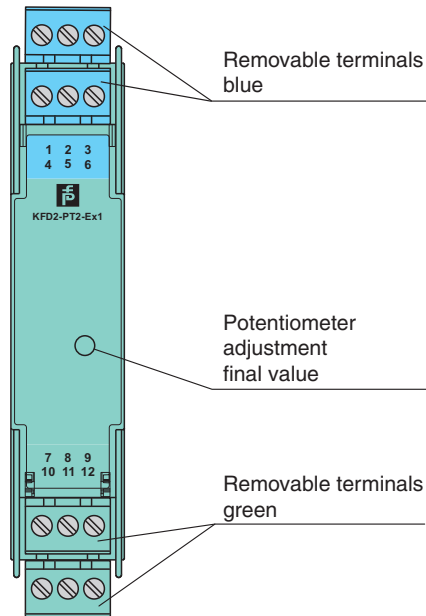 Removable terminals
blue
1 2 3
4 5 6
KFD2-PT2-Ex1
Potentiometer
adjustment
final value
7 8 9
10 11 12
Removable terminals
green